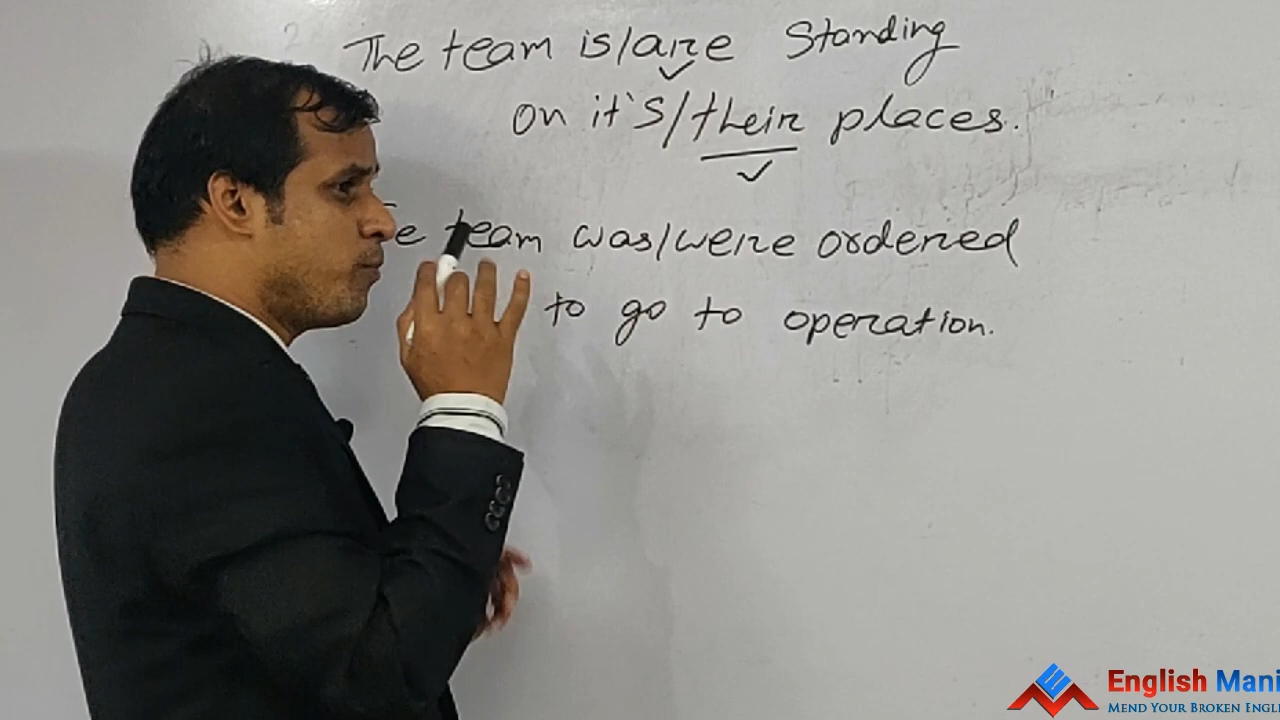 The team is/are Standing
on it's/their places.
team was/were ordered
to go to operation.
English Mani
MEND YOUR BROKEN ENGL